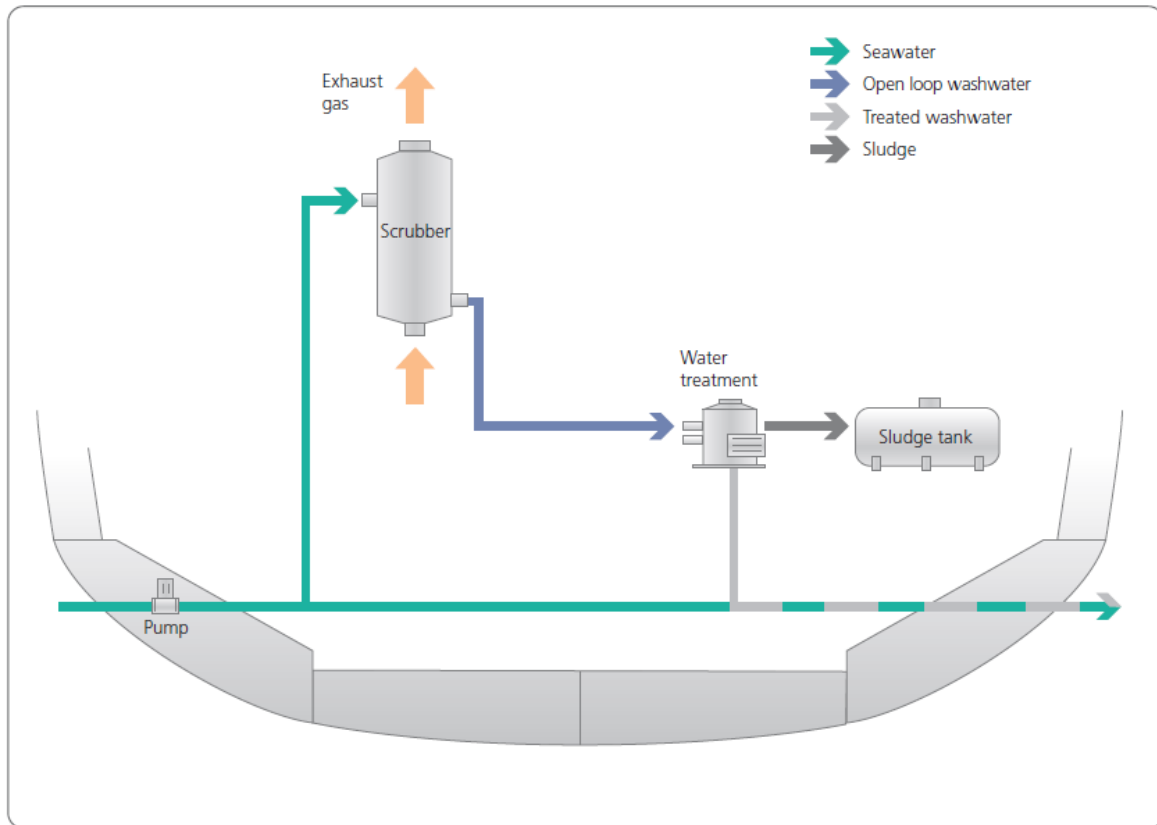 Seawater
Open loop washwater
Treated washwater
Sludge
Exhaust
gas
Scrubber
Water
treatment
Sludge tank
Pump